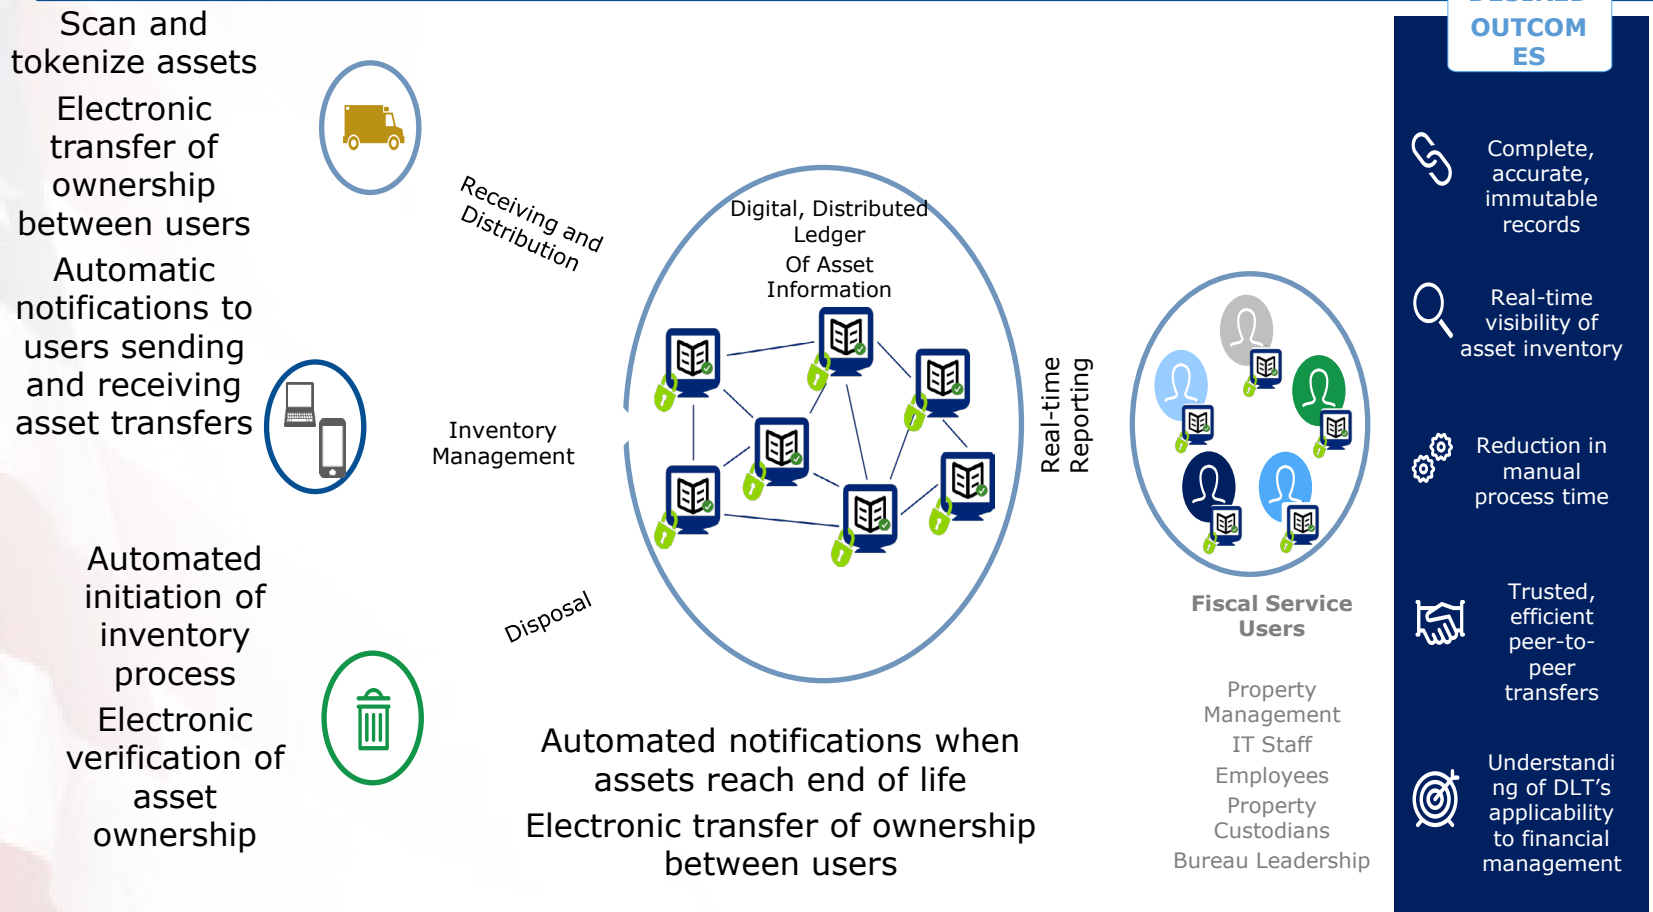 Scan and
tokenize assets
Electronic
transfer of
ownership
between users
Automatic
notifications to
users sending
and receiving
asset transfers
Automated
initiation of
inventory
process
Electronic
verification of
asset
ownership
Receiving and
Distribution
Inventory
Management
Disposal
Digital, Distributed
Ledger
Of Asset
Information
Automated notifications when
assets reach end of life
Electronic transfer of ownership
between users
Real-time
Reporting
Fiscal Service
Users
Property
Management
IT Staff
Employees
Property
Custodians
Bureau Leadership
OUTCOM
ES
Complete,
accurate,
immutable
records
Real-time
visibility of
asset inventory
Reduction in
manual
process time
Trusted,
efficient
peer-to-
peer
transfers
Understandi
ng of DLT’s
applicability
to financial
management